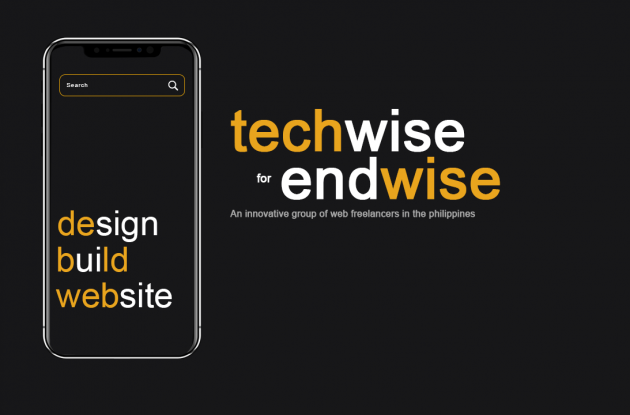 Search
design
build
website
techwise
for endwise
An innovative group of web freelancers in the philippines